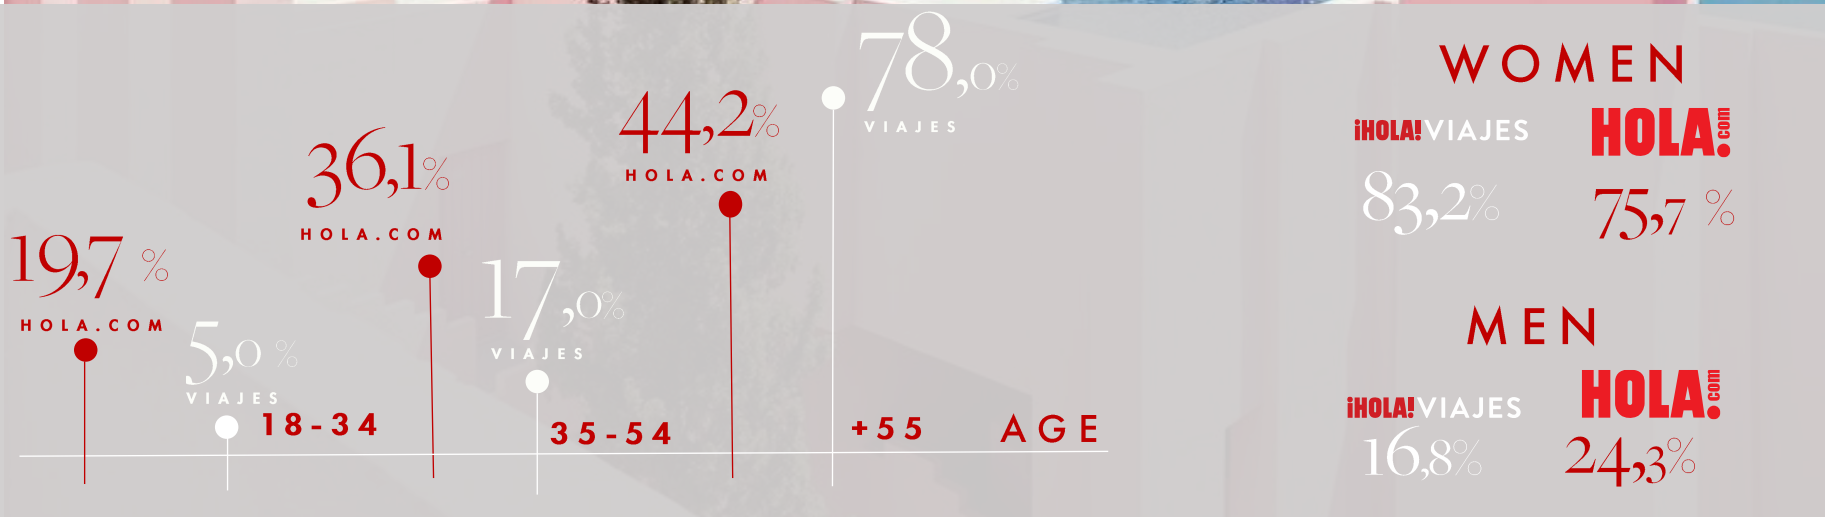 19,7 %
HOLA.COM
5,0 %
VIAJES
18-34
36,1%
HOLA.COM
17,0%
VIAJES
35-54
44,2%
HOLA.COM
78,0%
VIAJES
+55
AGE
WOMEN
¡HOLA!VIAJES
83,2%
HOLA!.com
75,7 %
MEN
¡HOLA!VIAJES
16,8%
HOLA!.com
24,3%